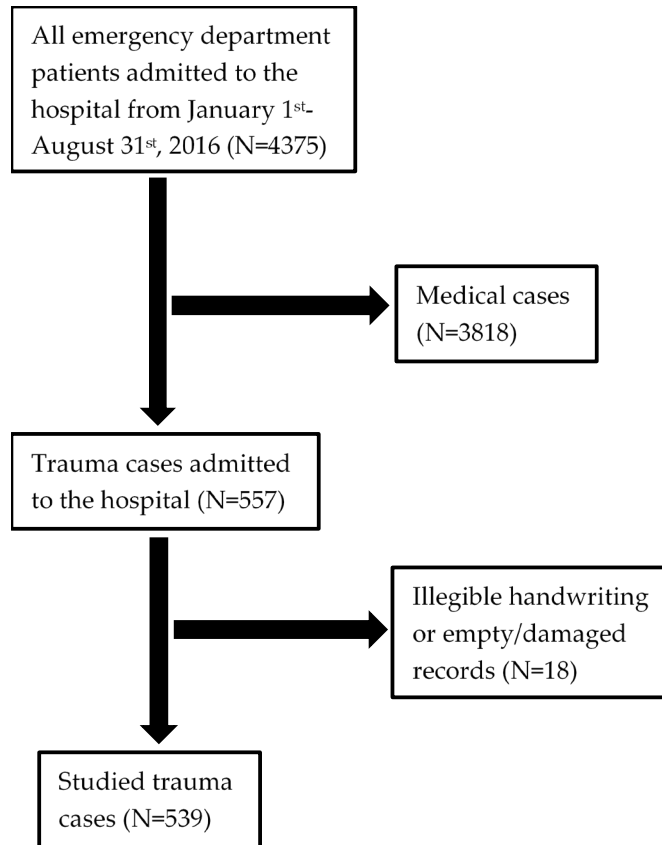 All emergency department
patients admitted to the
hospital from January 1st-
August 31st, 2016 (N=4375)
Medical cases
(N=3818)
Trauma cases admitted
to the hospital (N=557)
Illegible handwriting
or empty/damaged
records (N=18)
Studied trauma
cases (N=539)